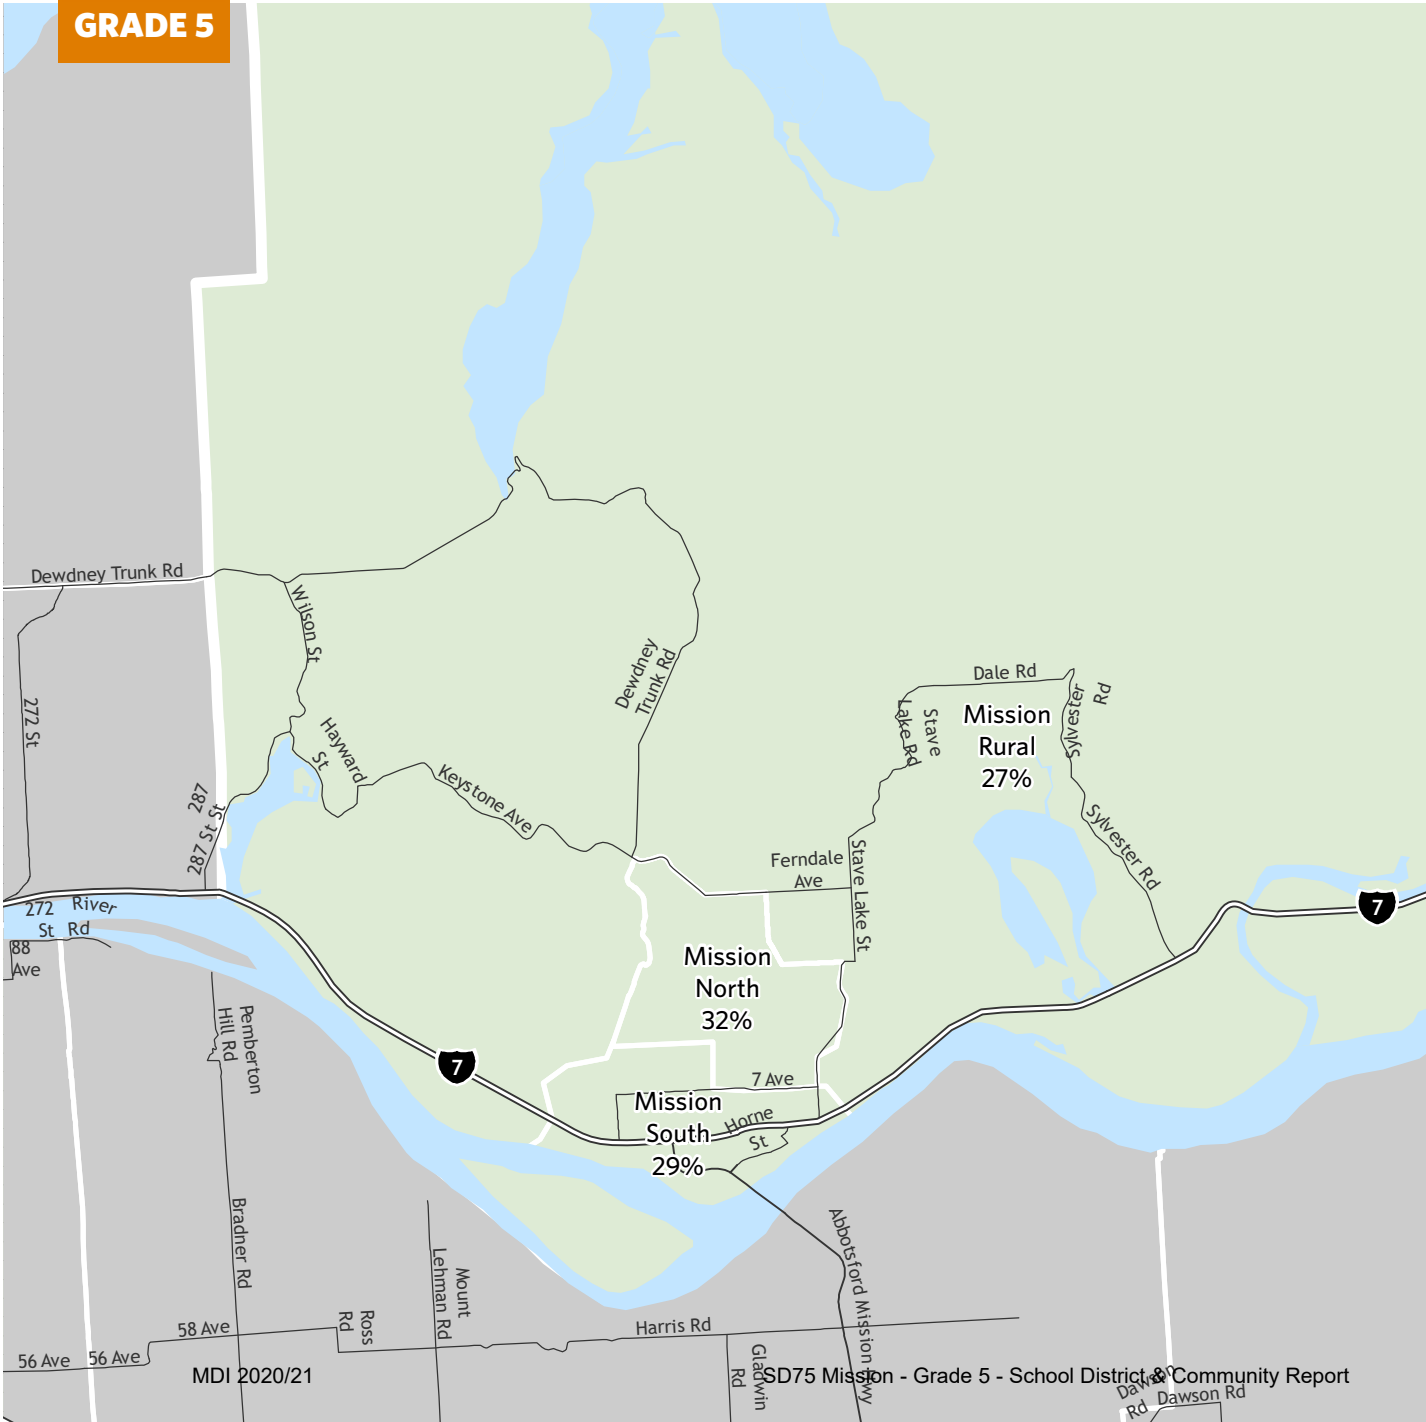 GRADE 5
Dewdney Trunk Rd
Wilson St
272 St
Hayward
St
Dewdney
Trunk Rd
Dale Rd
Stave
Lake Rd
Sylvester
Rd
Mission
Rural
27%
287
287 St St
Keystone Ave
Sylvester Rd
Ferndale
Ave
Stave Lake St
7
272 River
St Rd
88
Ave
Mission
North
32%
Pemberton
Hill Rd
7
7 Ave
Mission
South
29%
Horne
St
Bradner Rd
Mount
Lehman Rd
Abbotsford Mission Hwy
Ross
Rd
58 Ave
Harris Rd
56 Ave 56 Ave
Gladwin
Rd
MDI 2020/21
SD75 Mission - Grade 5 - School District & Community Report
Dawson
Rd
Dawson Rd